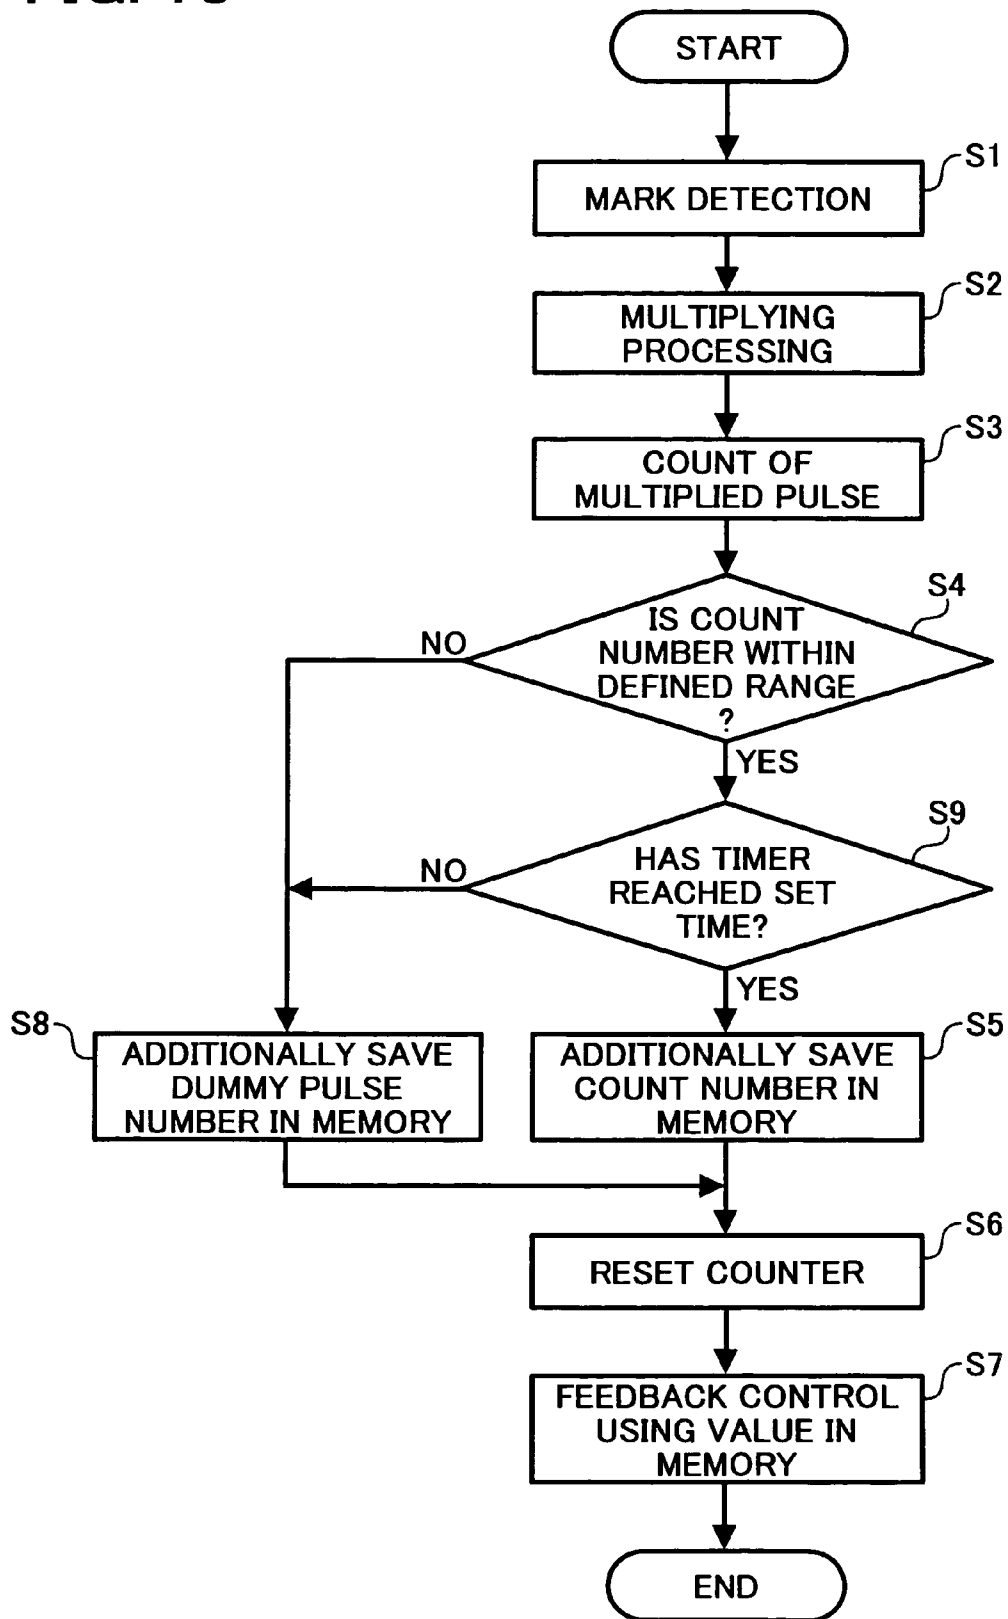 START
S1
MARK DETECTION
S2
MULTIPLYING
PROCESSING
S3
COUNT OF
MULTIPLIED PULSE
S4
IS COUNT
NUMBER WITHIN
DEFINED RANGE
?
NO
YES
S9
HAS TIMER
REACHED SET
TIME?
NO
YES
S8
ADDITIONALLY SAVE
DUMMY PULSE
NUMBER IN MEMORY
S5
ADDITIONALLY SAVE
COUNT NUMBER IN
MEMORY
S6
RESET COUNTER
S7
FEEDBACK CONTROL
USING VALUE IN
MEMORY
END